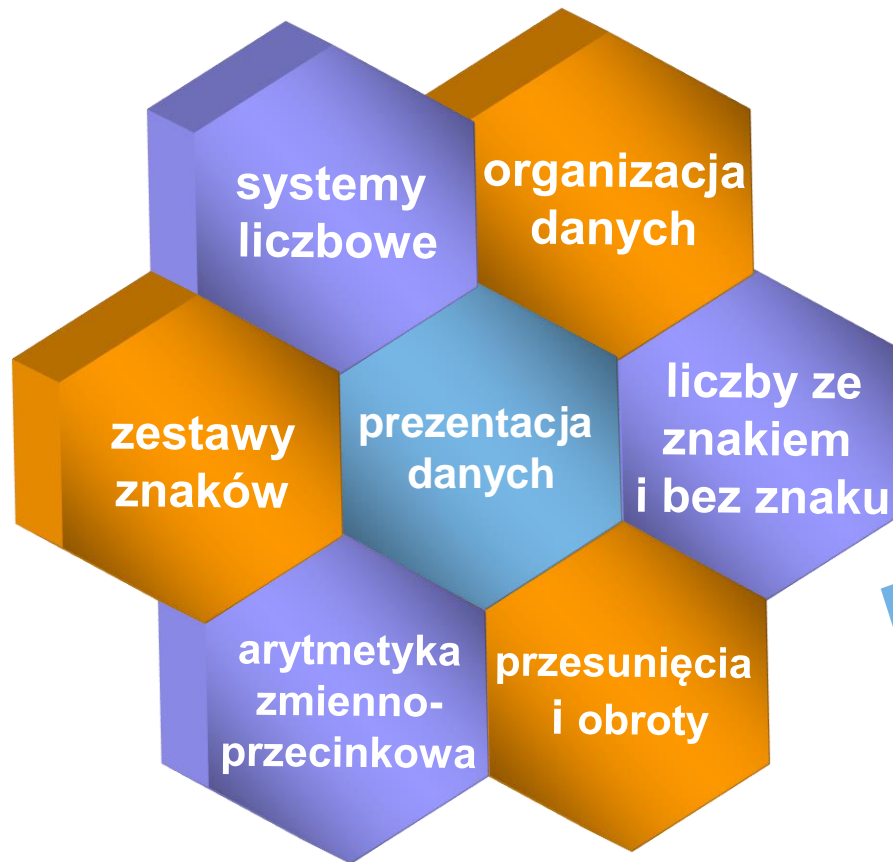 systemy
liczbowe
organizacja
danych
zestawy
znaków
prezentacja
danych
liczby ze
znakiem
i bez znaku
arytmetyka
zmienno-
przecinkowa
przesunięcia
i obroty